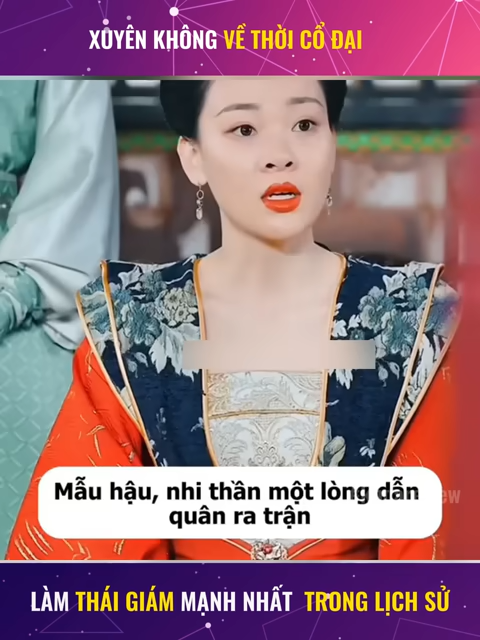 XUYÊN KHÔNG VỀ THỜI CỔ ĐẠI
Mẫu hậu, nhi thần một lòng dẫn
quân ra trận
LÀM THÁI GIÁM MẠNH NHẤT TRONG LỊCH SỬ